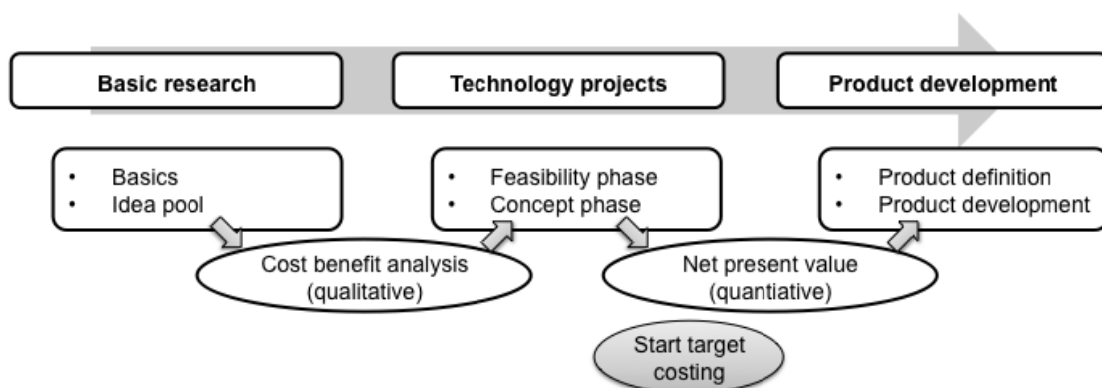 Basic research
Technology projects
Product development
• Basics
• Idea pool
• Feasibility phase
• Concept phase
• Product definition
• Product development
Cost benefit analysis
(qualitative)
Net present value
(quantiative)
Start target
costing